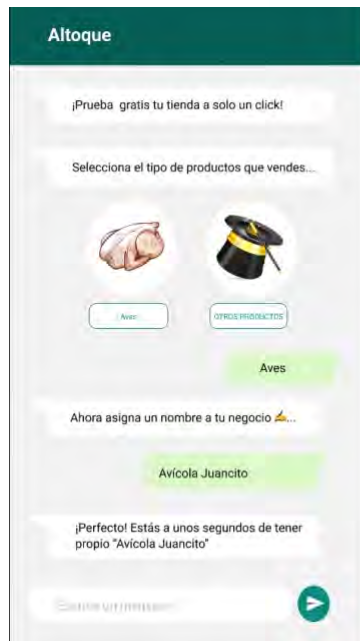 Altoque
¡Prueba gratis tu tienda a solo un click!
Selecciona el tipo de productos que vendes...
Aves
OTROS PRODUCTOS
Aves
Ahora asigna un nombre a tu negocio ✍...
Avícola Juancito
¡Perfecto! Estás a unos segundos de tener
propio "Avícola Juancito"